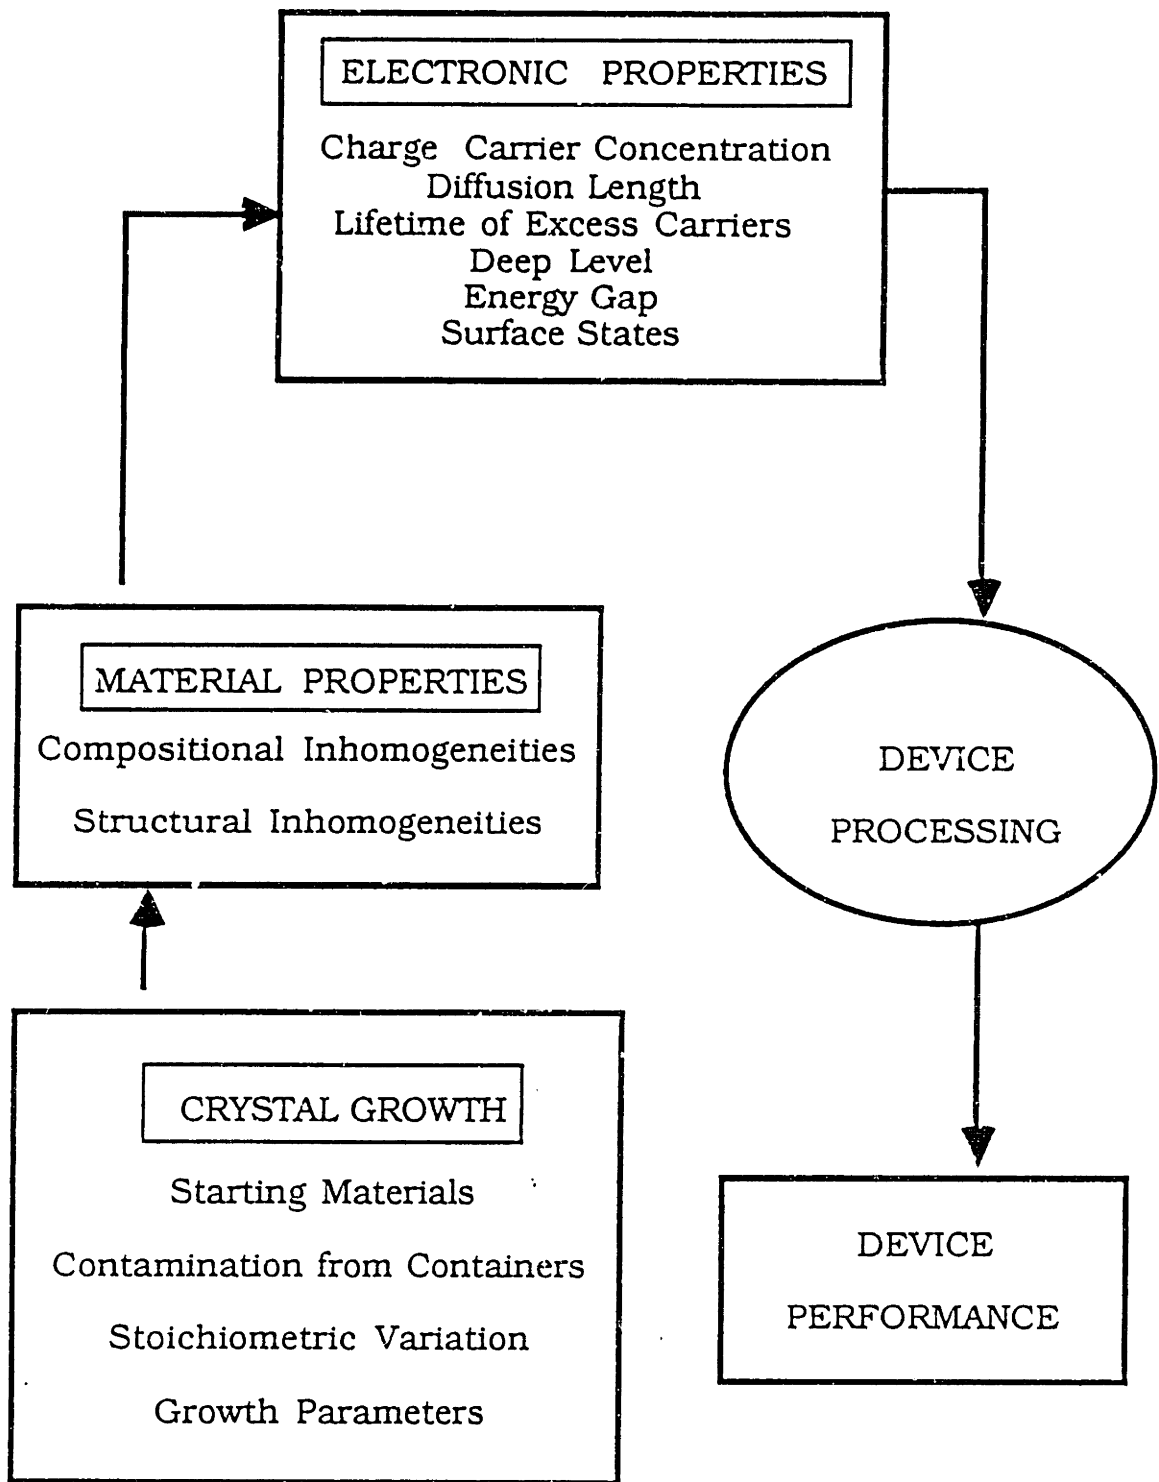 ELECTRONIC PROPERTIES
Charge Carrier Concentration
Diffusion Length
Lifetime of Excess Carriers
Deep Level
Energy Gap
Surface States
MATERIAL PROPERTIES
Compositional Inhomogeneities
Structural Inhomogeneities
DEVICE
PROCESSING
CRYSTAL GROWTH
Starting Materials
Contamination from Containers
Stoichiometric Variation
Growth Parameters
DEVICE
PERFORMANCE